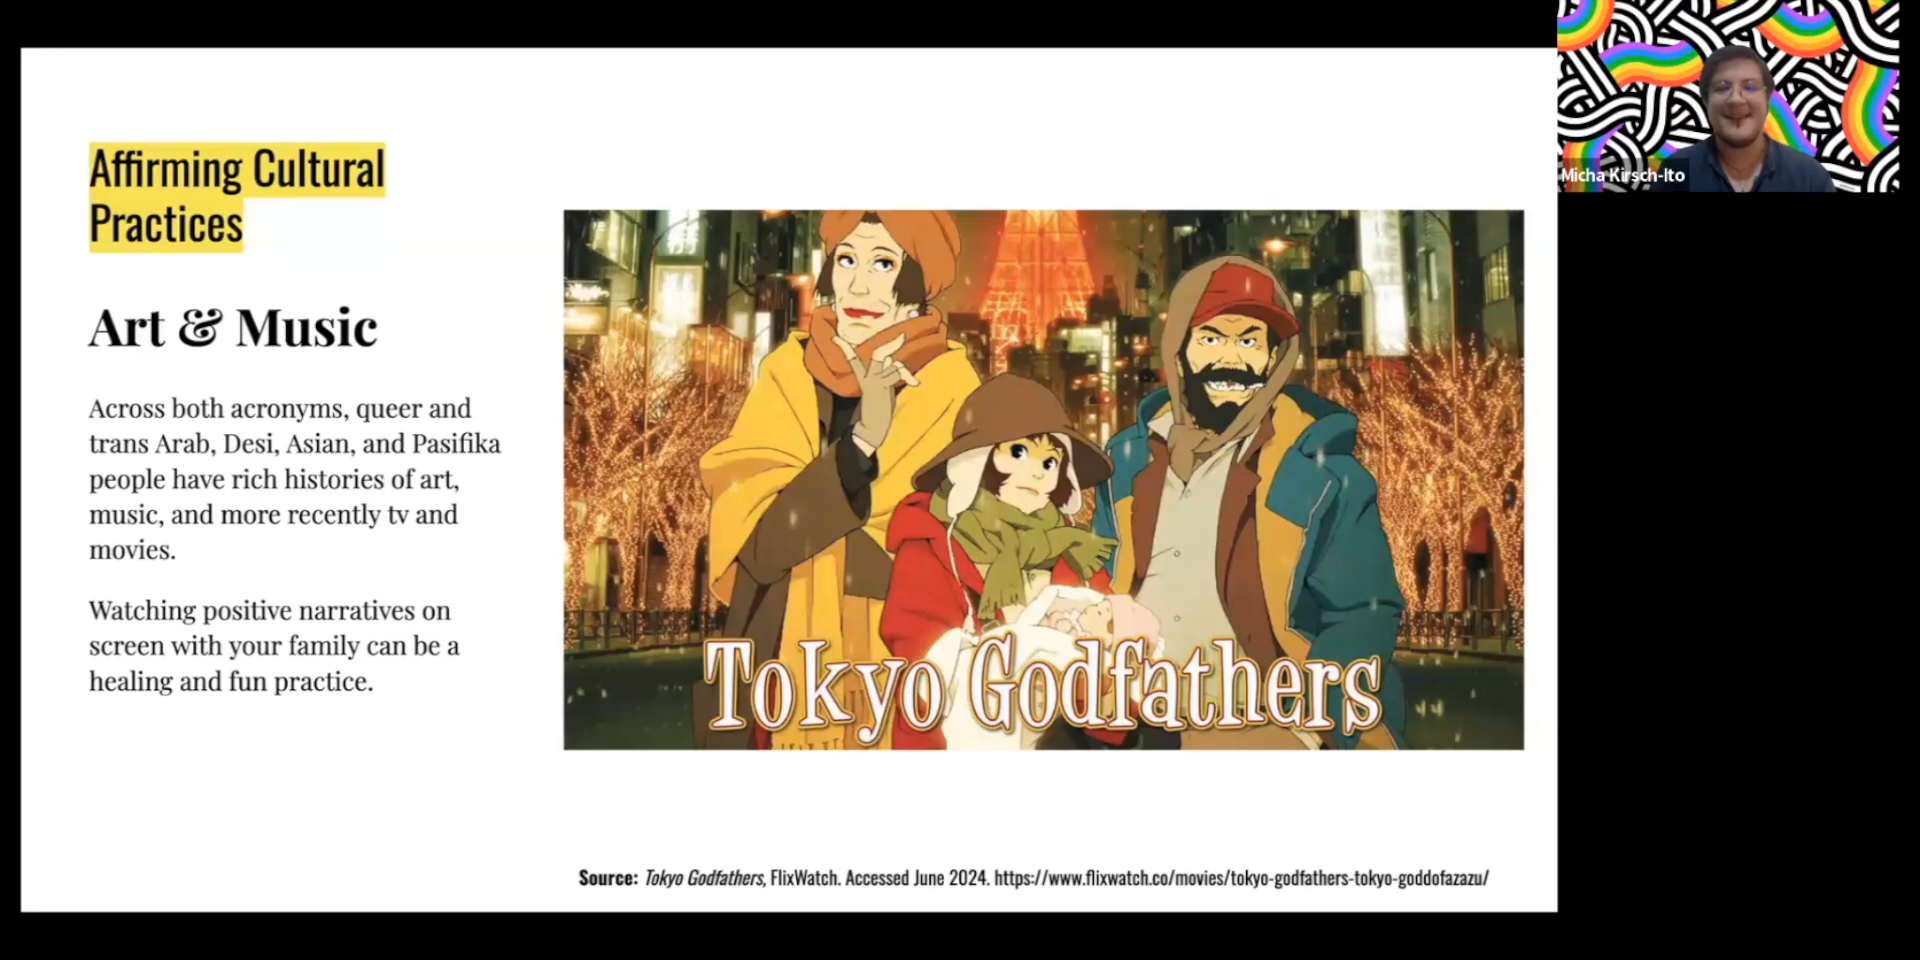 Affirming Cultural
Practices
Art & Music
Across both acronyms, queer and
trans Arab, Desi, Asian, and Pasifika
people have rich histories of art,
music, and more recently tv and
movies.
Watching positive narratives on
screen with your family can be a
healing and fun practice.
Tokyo Godfathers
Source: Tokyo Godfathers, FlixWatch. Accessed June 2024. https://www.flixwatch.co/movies/tokyo-godfathers-tokyo-goddofazazu/
Micha Kirsch-Ito